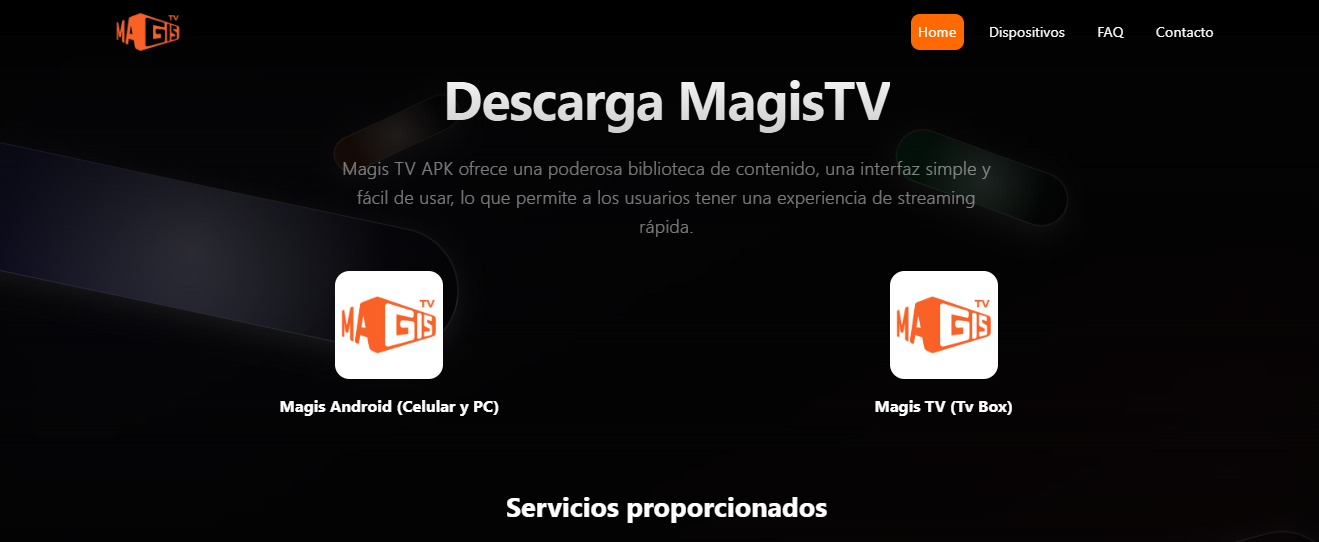 MAGIS TV
Home Dispositivos FAQ Contacto
Descarga MagisTV
Magis TV APK ofrece una poderosa biblioteca de contenido, una interfaz simple y
fácil de usar, lo que permite a los usuarios tener una experiencia de streaming
rápida.
MAGIS TV
MAGIS TV
Magis Android (Celular y PC)
Magis TV (Tv Box)
Servicios proporcionados